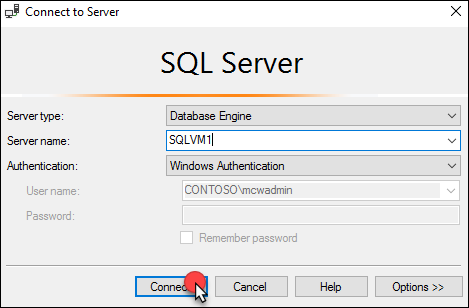 Connect to Server
SQL Server
Server type: Database Engine
Server name: SQLVM1
Authentication: Windows Authentication
User name: CONTOSO\mcwadmin
Password:
Remember password
Connect Cancel Help Options >>